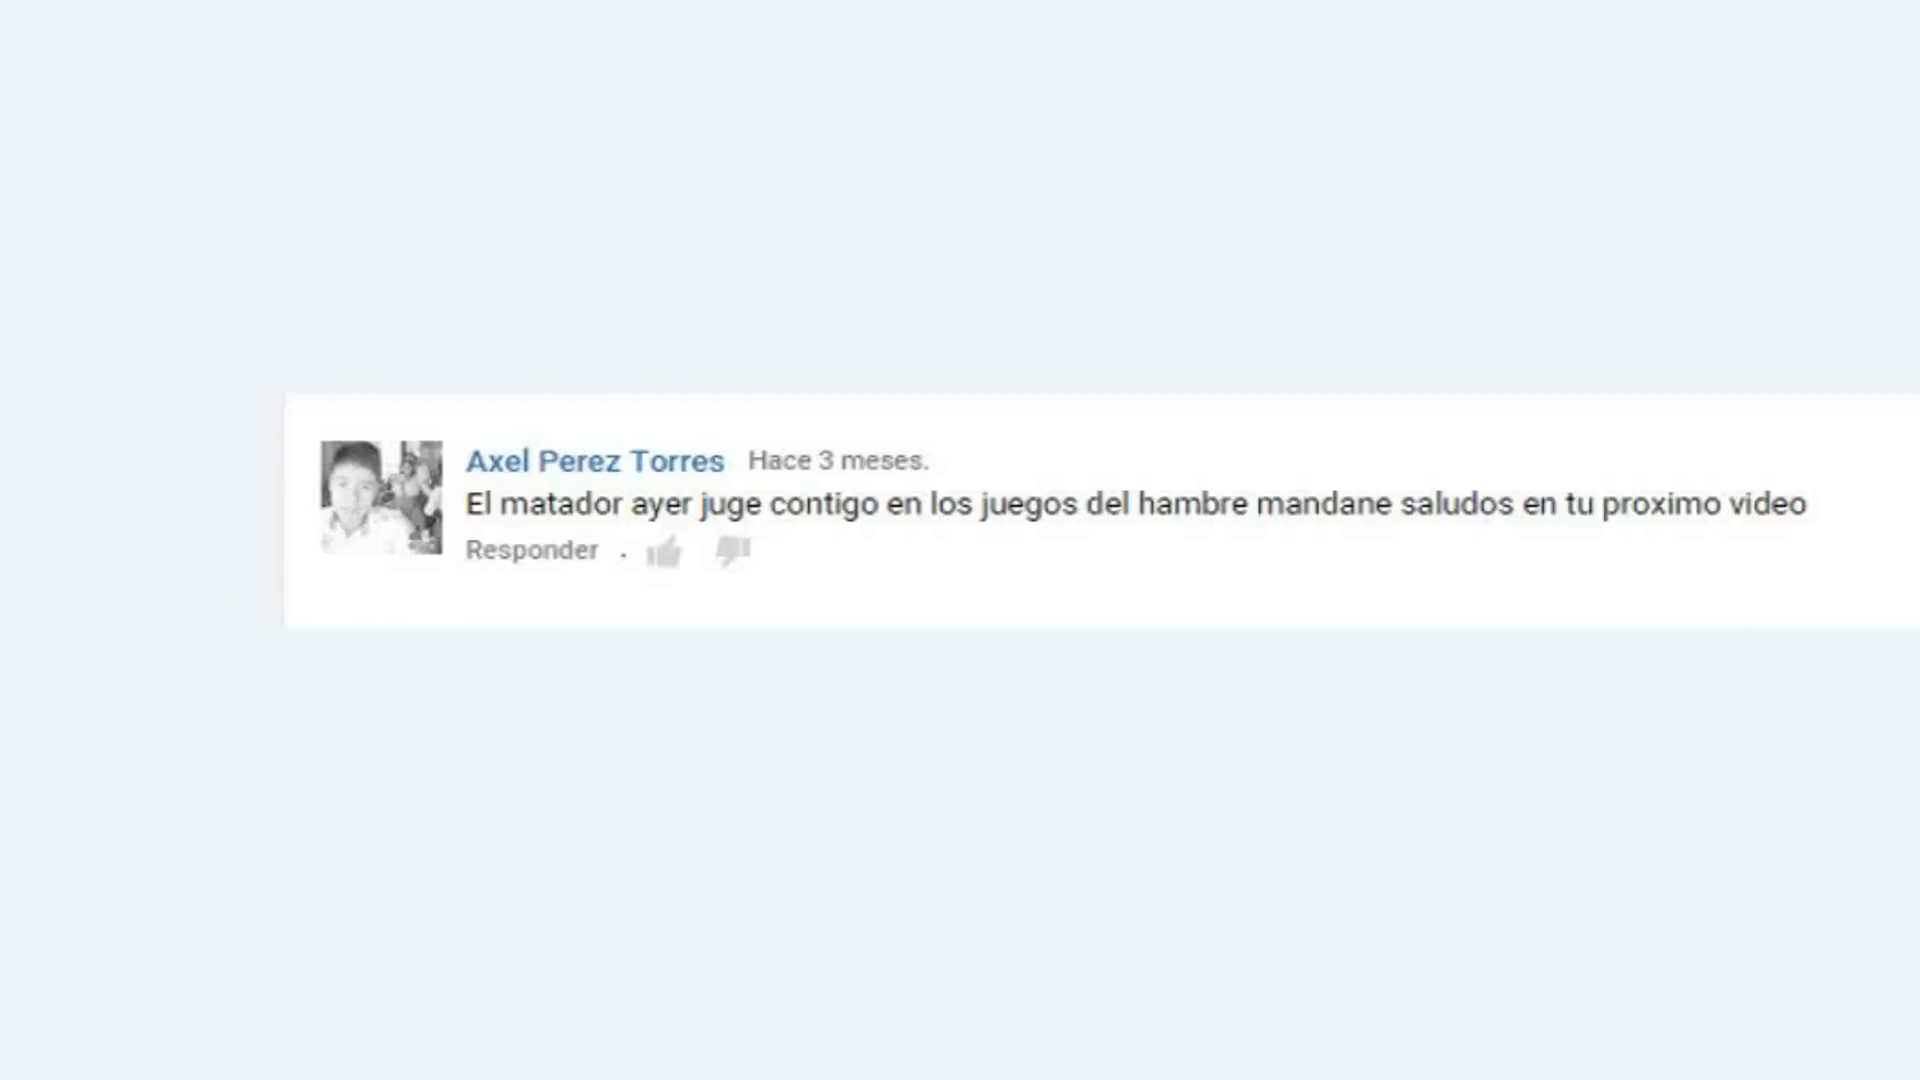 Axel Perez Torres Hace 3 meses.
El matador ayer juge contigo en los juegos del hambre mandane saludos en tu proximo video
Responder .